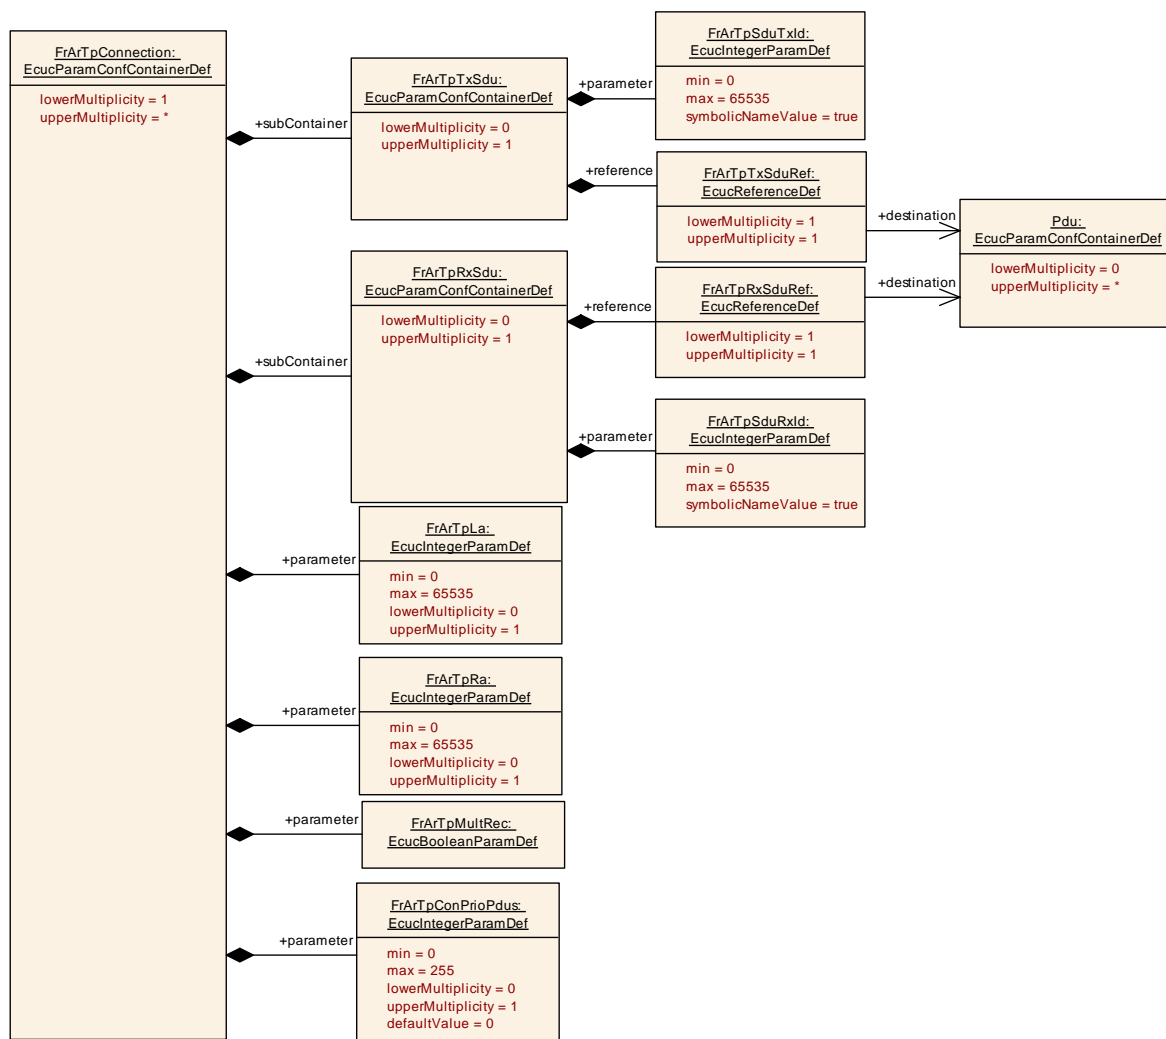 FrArTpConnection:
EcucParamConfContainerDef
lowerMultiplicity = 1
upperMultiplicity = *
+subContainer
FrArTpTxSdu:
EcucParamConfContainerDef
lowerMultiplicity = 0
upperMultiplicity = 1
+parameter
FrArTpSduTxId:
EcucIntegerParamDef
min = 0
max = 65535
symbolicNameValue = true
+reference
FrArTpTxSduRef:
EcucReferenceDef
lowerMultiplicity = 1
upperMultiplicity = 1
+destination
Pdu:
EcucParamConfContainerDef
lowerMultiplicity = 0
upperMultiplicity = *
+subContainer
FrArTpRxSdu:
EcucParamConfContainerDef
lowerMultiplicity = 0
upperMultiplicity = 1
+reference
FrArTpRxSduRef:
EcucReferenceDef
lowerMultiplicity = 1
upperMultiplicity = 1
+destination
+parameter
FrArTpSduRxId:
EcucIntegerParamDef
min = 0
max = 65535
symbolicNameValue = true
+parameter
FrArTpLa:
EcucIntegerParamDef
min = 0
max = 65535
lowerMultiplicity = 0
upperMultiplicity = 1
+parameter
FrArTpRa:
EcucIntegerParamDef
min = 0
max = 65535
lowerMultiplicity = 0
upperMultiplicity = 1
+parameter
FrArTpMultRec:
EcucBooleanParamDef
+parameter
FrArTpConPrioPdus:
EcucIntegerParamDef
min = 0
max = 255
lowerMultiplicity = 0
upperMultiplicity = 1
defaultValue = 0